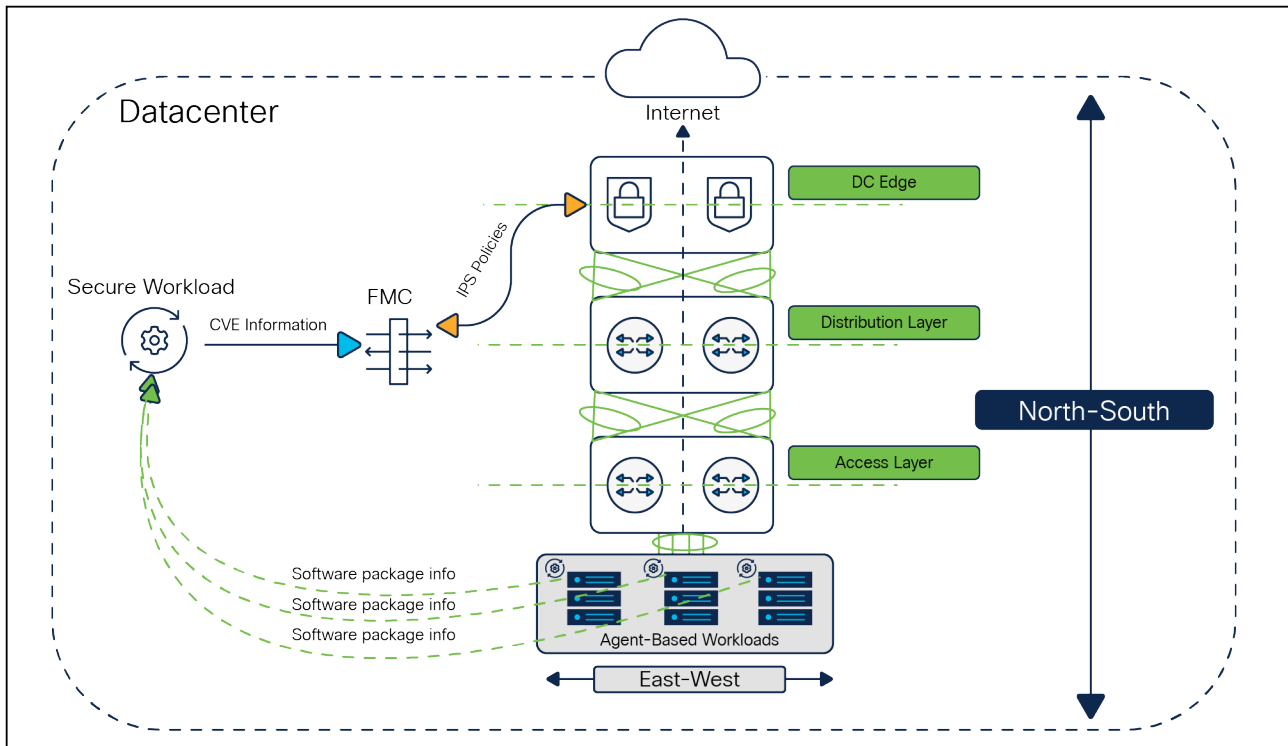 Internet
Datacenter
DC Edge
IPS Policies
Secure Workload
FMC
CVE Information
Distribution Layer
North-South
Access Layer
Software package info
Software package info
Software package info
Agent-Based Workloads
East-West